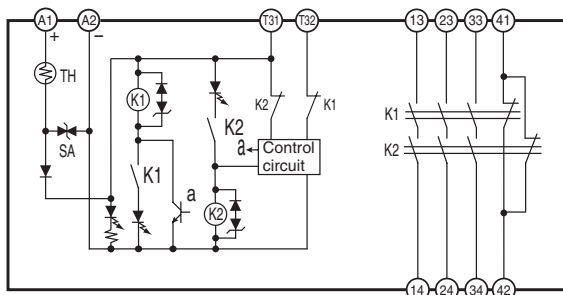 A1 A2 T31 T32 13 23 33 41
+ −
TH
K1
K2 K1
K1
SA
K2
a Control circuit
K2
K1
a
K2
14 24 34 42